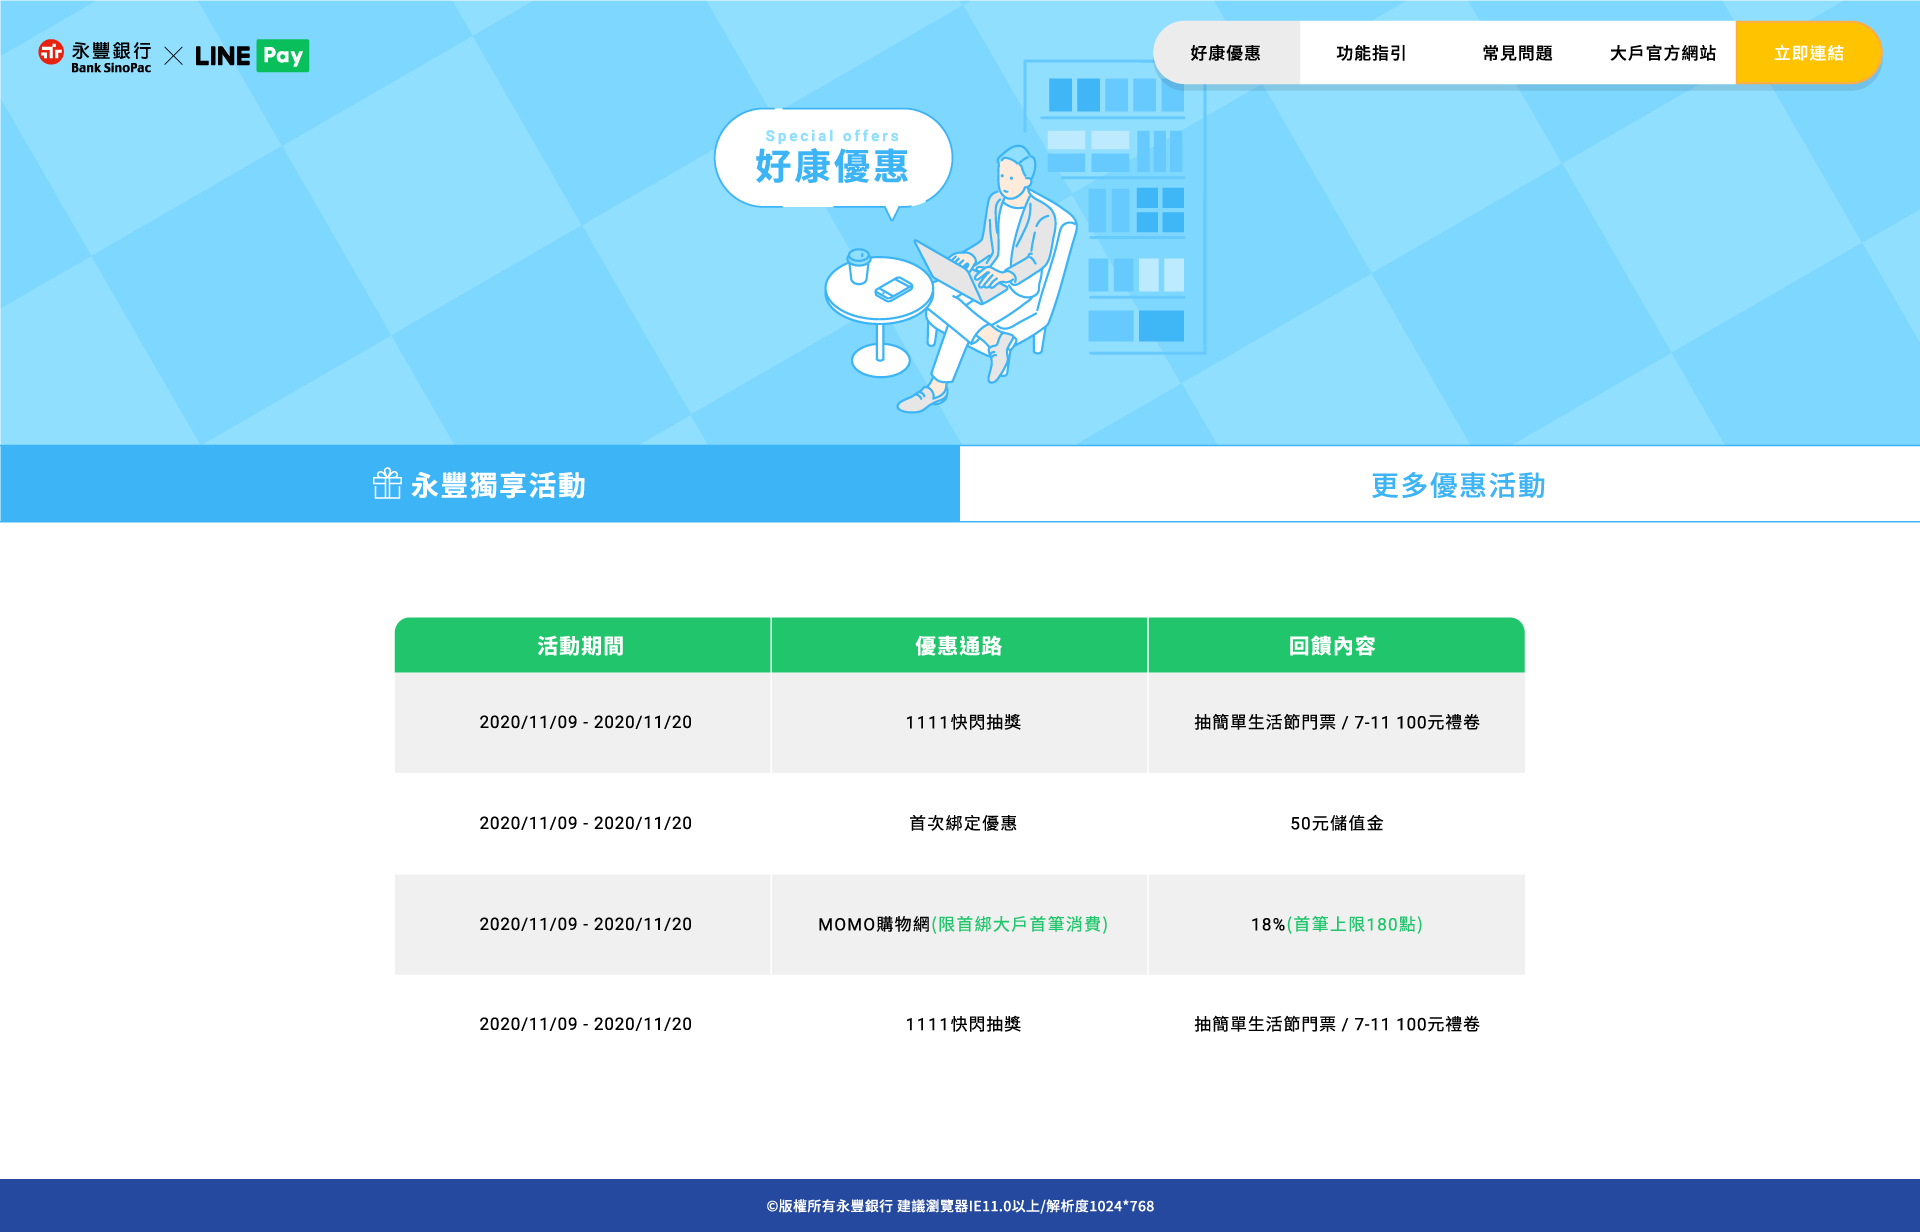 永豐銀行
Bank SinoPac
LINE Pay
好康優惠
功能指引
常見問題
大戶官方網站
立即連結
Special offers
好康優惠
永豐獨享活動
更多優惠活動
活動期間 優惠通路 回饋內容
2020/11/09 - 2020/11/20 1111快閃抽獎 抽簡單生活節門票 / 7-11 100元禮卷
2020/11/09 - 2020/11/20 首次綁定優惠 50元儲值金
2020/11/09 - 2020/11/20 MOMO購物網(限首綁大戶首筆消費) 18%(首筆上限180點)
2020/11/09 - 2020/11/20 1111快閃抽獎 抽簡單生活節門票 / 7-11 100元禮卷
©版權所有永豐銀行 建議瀏覽器IE11.0以上/解析度1024*768